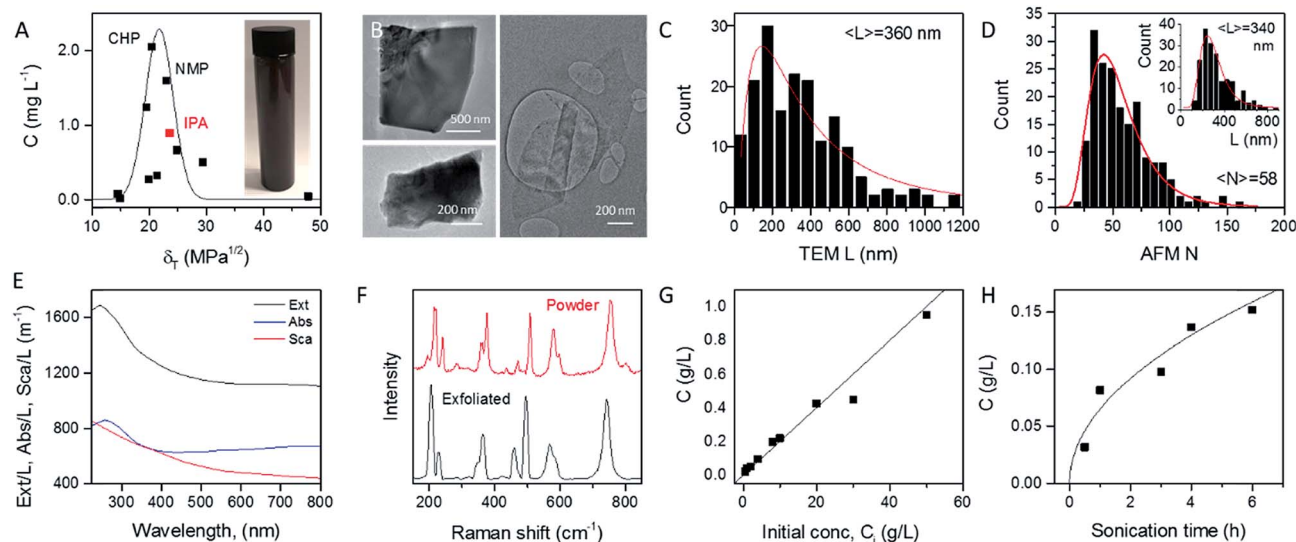 A
C (mg L⁻¹)
2.0
1.0
0.0
CHP
NMP
IPA
10 20 30 40 50
δT (MPa1/2)
B
500 nm
200 nm
200 nm
C
Count
30
20
10
0
<L>=360 nm
0 200 400 600 800 1000 1200
TEM L (nm)
D
Count
35
30
25
20
15
10
5
0
<N>=58
0 50 100 150 200
AFM N
Count
40
30
20
10
0
<L>=340
nm
0 400 800
L (nm)
E
Ext/L, Abs/L, Sca/L (m⁻¹)
1600
1200
800
400
Ext
Abs
Sca
300 400 500 600 700 800
Wavelength, (nm)
F
Intensity
Powder
Exfoliated
200 400 600 800
Raman shift (cm⁻¹)
G
C (g/L)
1.0
0.8
0.6
0.4
0.2
0.0
0 20 40 60
Initial conc, Ci (g/L)
H
C (g/L)
0.15
0.10
0.05
0.00
0 3 6
Sonication time (h)